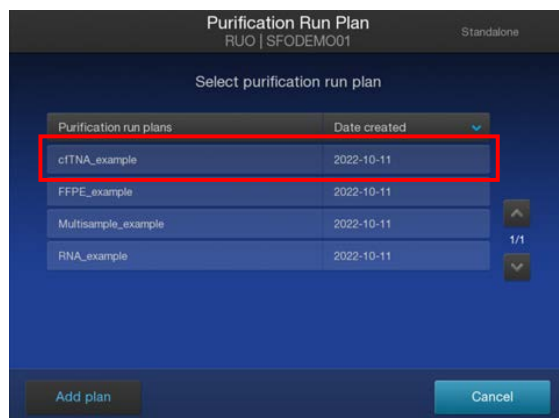 Purification Run Plan
RUO | SFODEMO01
Standalone
Select purification run plan
Purification run plans Date created
cfTNA_example 2022-10-11
FFPE_example 2022-10-11
Multisample_example 2022-10-11
RNA_example 2022-10-11
1/1
Add plan Cancel